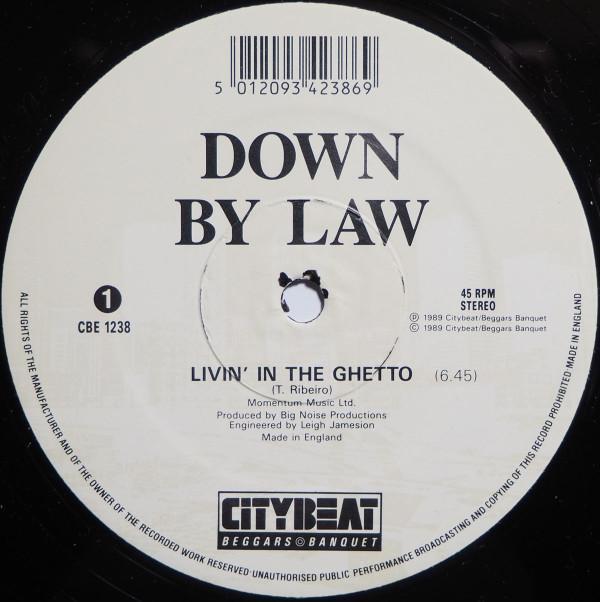 5 012093 423869
DOWN
BY LAW
1
CBE 1238
45 RPM
STEREO
Ⓟ 1989 Citybeat/Beggars Banquet
© 1989 Citybeat/Beggars Banquet
LIVIN' IN THE GHETTO (6.45)
(T. Ribeiro)
Momentum Music Ltd.
Produced by Big Noise Productions
Engineered by Leigh Jamesion
Made in England
CITYBEAT
BEGGARS©BANQUET
ALL RIGHTS OF THE MANUFACTURER AND OF THE OWNER OF THE RECORDED WORK RESERVED·UNAUTHORISED PUBLIC PERFORMANCE BROADCASTING AND COPYING OF THIS RECORD PROHIBITED·MADE IN ENGLAND